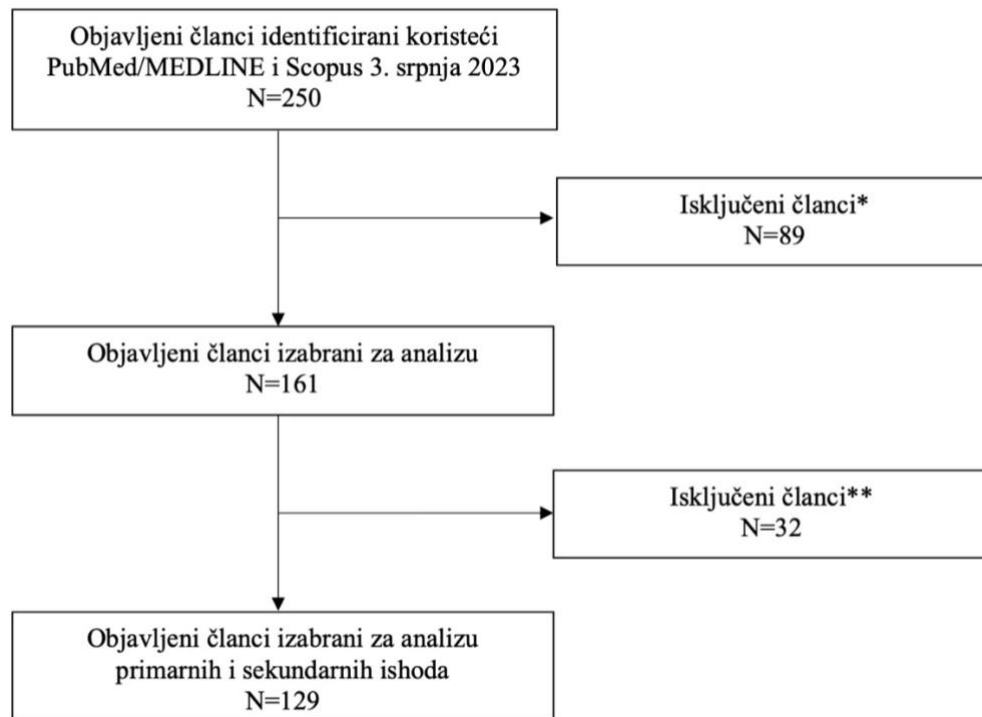 Objavljeni članci identificirani koristeći
PubMed/MEDLINE i Scopus 3. srpnja 2023
N=250
Isključeni članci*
N=89
Objavljeni članci izabrani za analizu
N=161
Isključeni članci**
N=32
Objavljeni članci izabrani za analizu
primarnih i sekundarnih ishoda
N=129